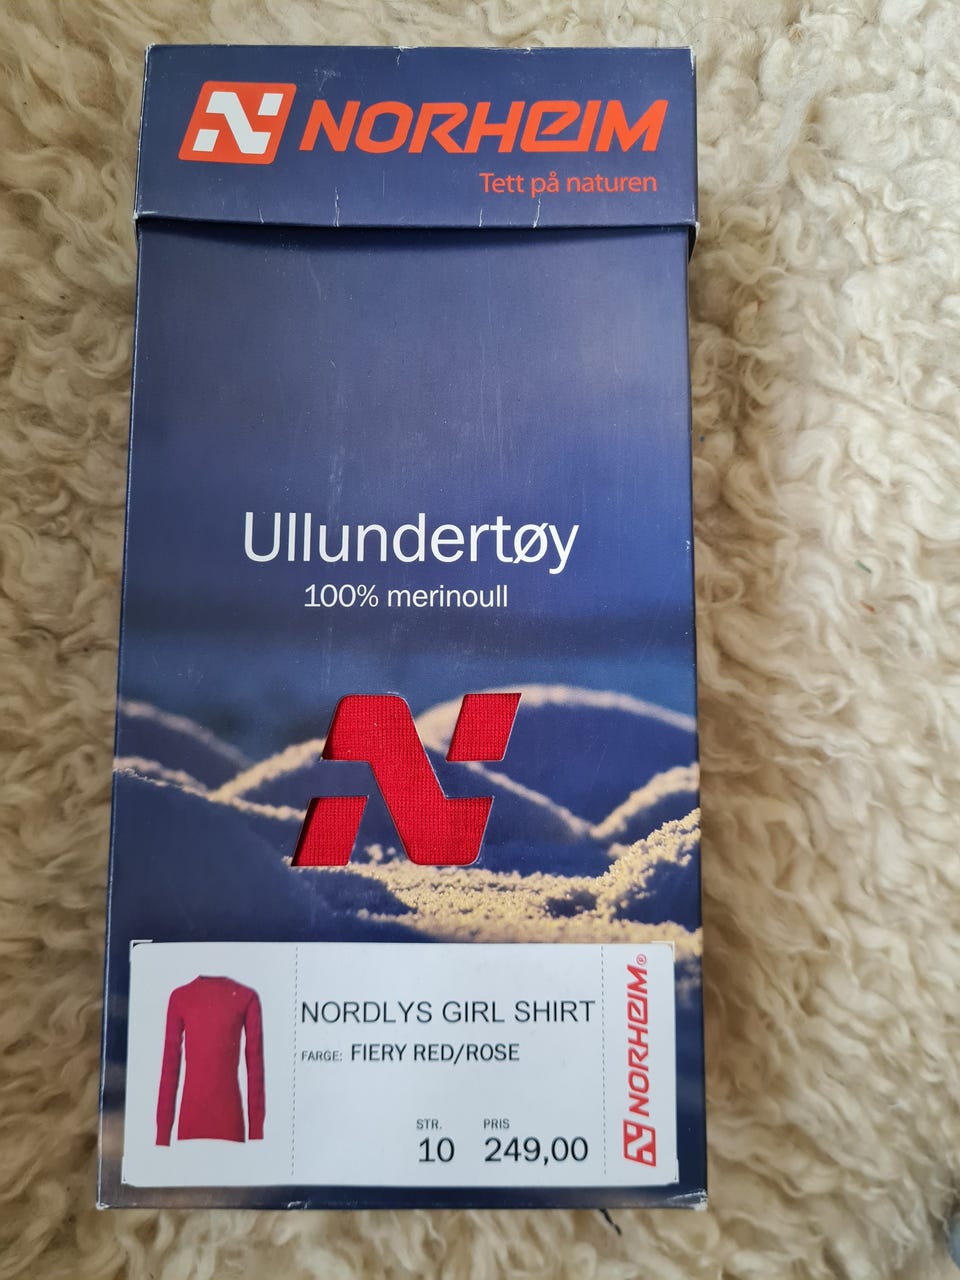 NORHEIM
Tett på naturen
Ullundertøy
100% merinoull
NORDLYS GIRL SHIRT
FARGE: FIERY RED/ROSE
STR. PRIS
10 249,00
NORHEIM®